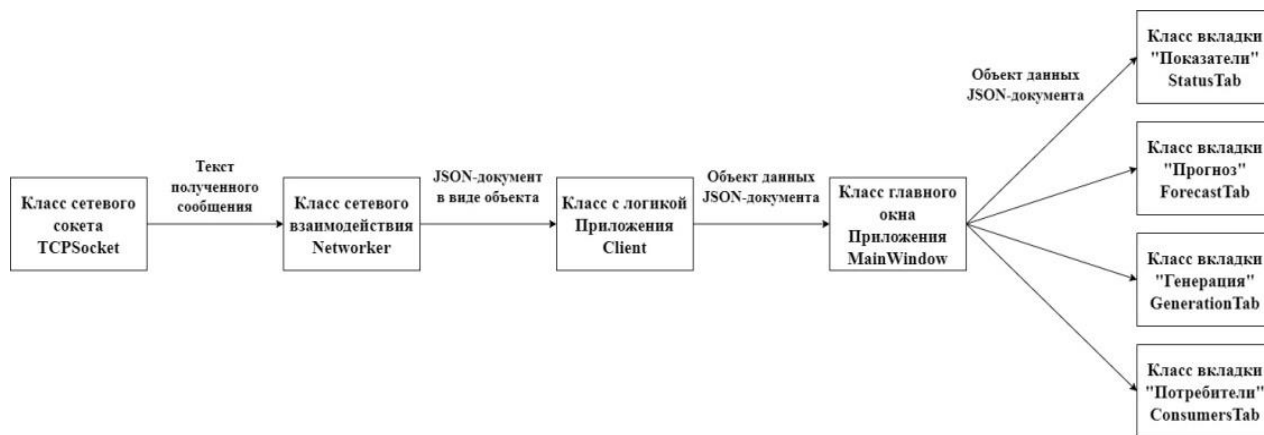 Класс сетевого
сокета
TCPSocket
Текст
полученного
сообщения
Класс сетевого
взаимодействия
Networker
JSON-документ
в виде объекта
Класс с логикой
Приложения
Client
Объект данных
JSON-документа
Класс главного
окна
Приложения
MainWindow
Объект данных
JSON-документа
Класс вкладки
"Показатели"
StatusTab
Класс вкладки
"Прогноз"
ForecastTab
Класс вкладки
"Генерация"
GenerationTab
Класс вкладки
"Потребители"
ConsumersTab